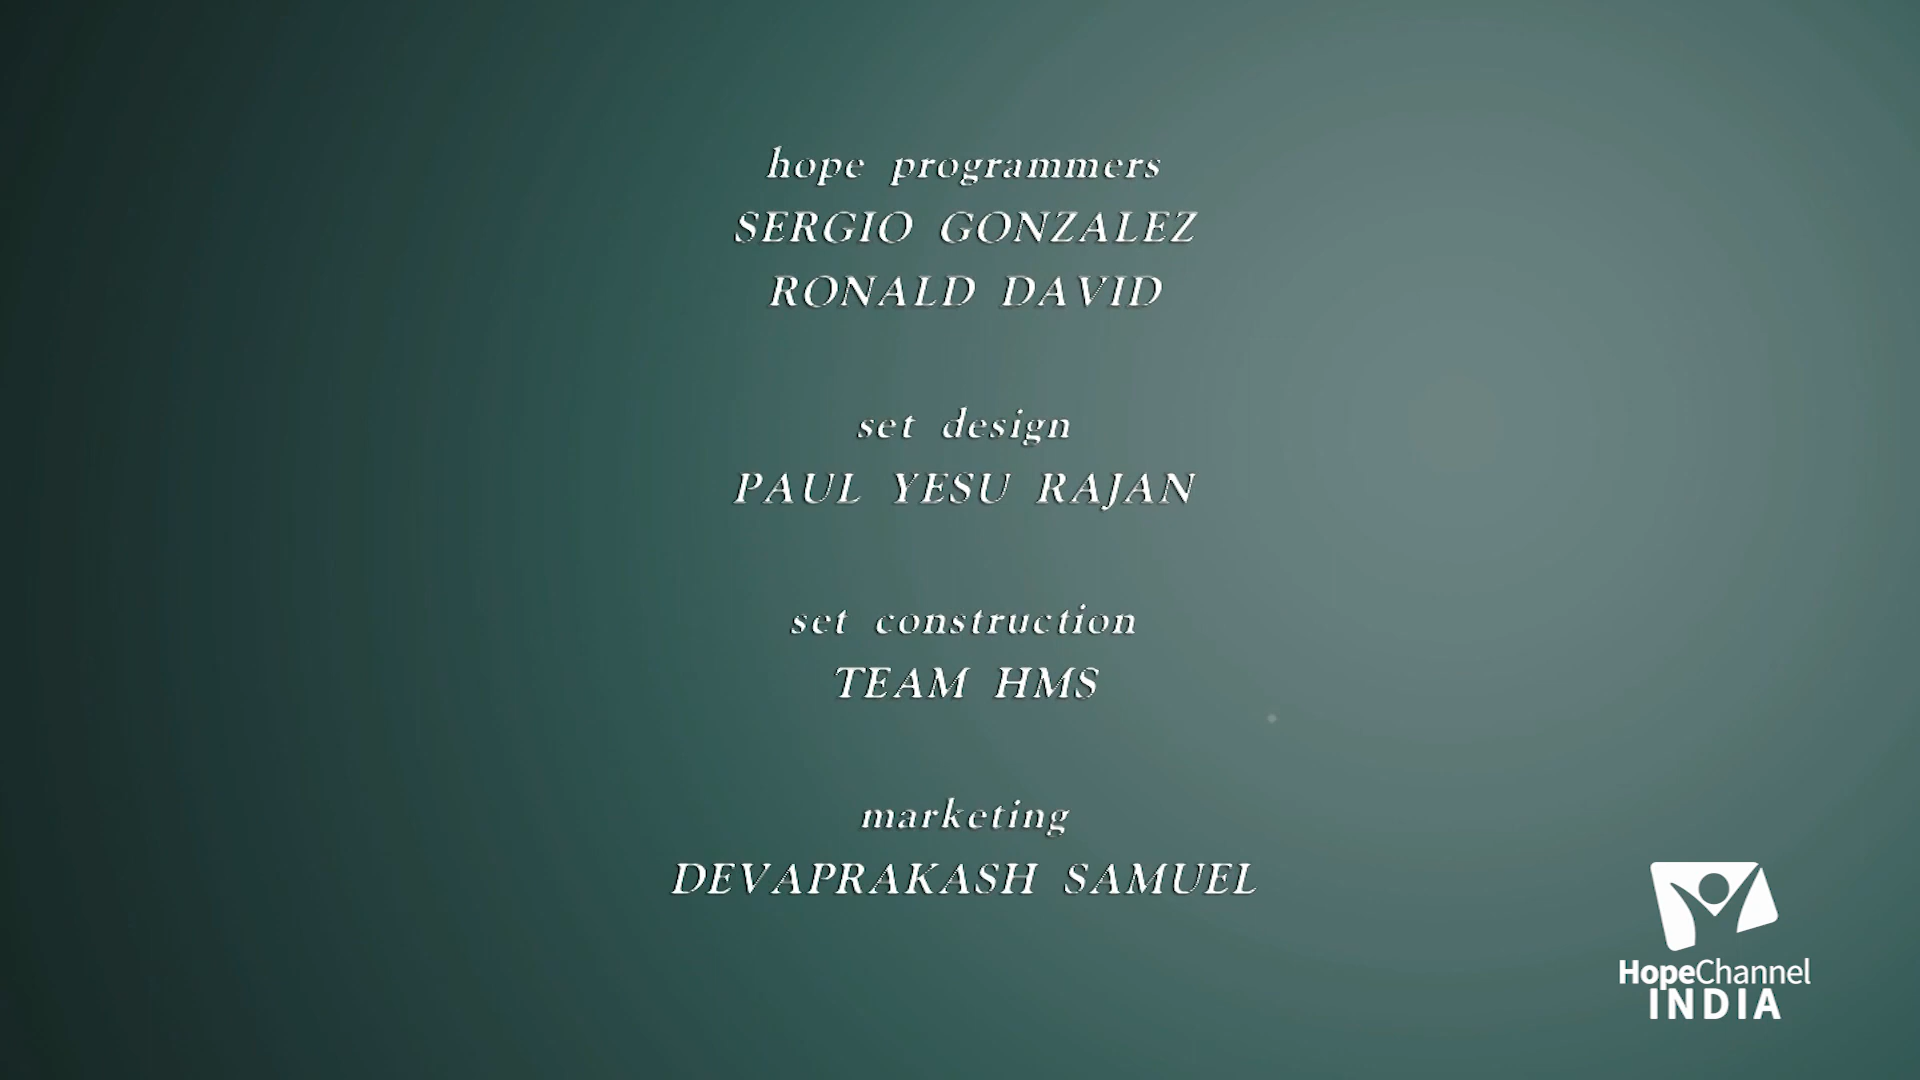 hope programmers
SERGIO GONZALEZ
RONALD DAVID
set design
PAUL YESU RAJAN
set construction
TEAM HMS
marketing
DEVAPRAKASH SAMUEL
HopeChannel
INDIA